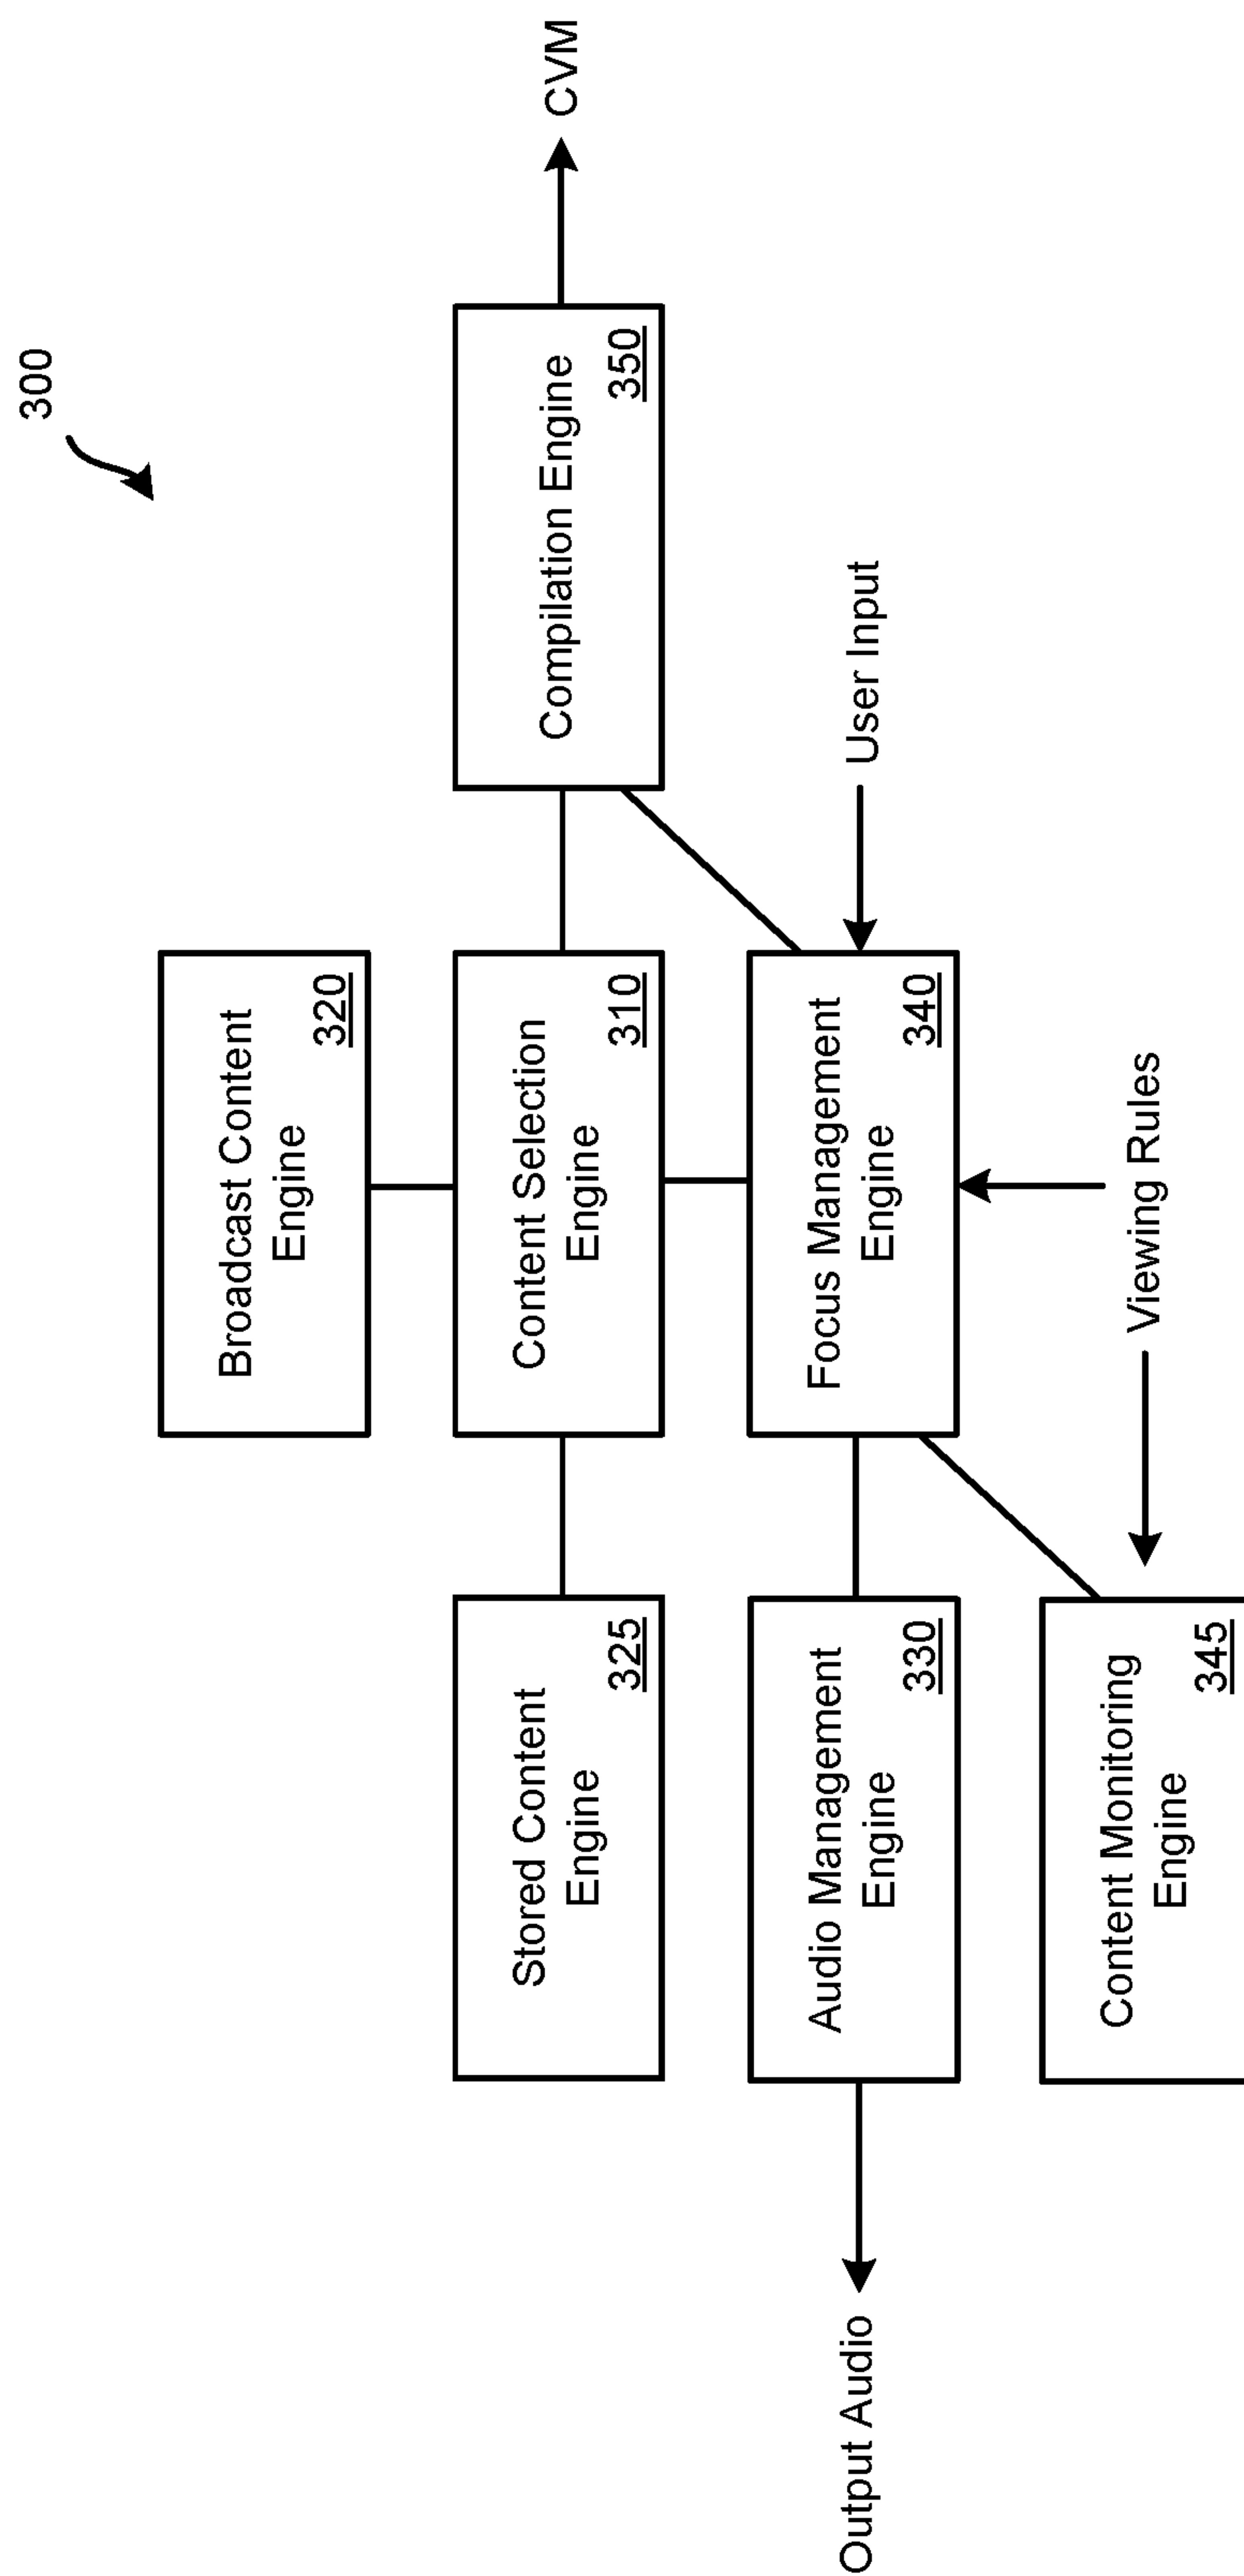 300
Broadcast Content
Engine
320
Stored Content
Engine
325
Content Selection
Engine
310
Compilation Engine
350
CVM
Output Audio
Audio Management
Engine
330
Focus Management
Engine
340
User Input
Content Monitoring
Engine
345
Viewing Rules